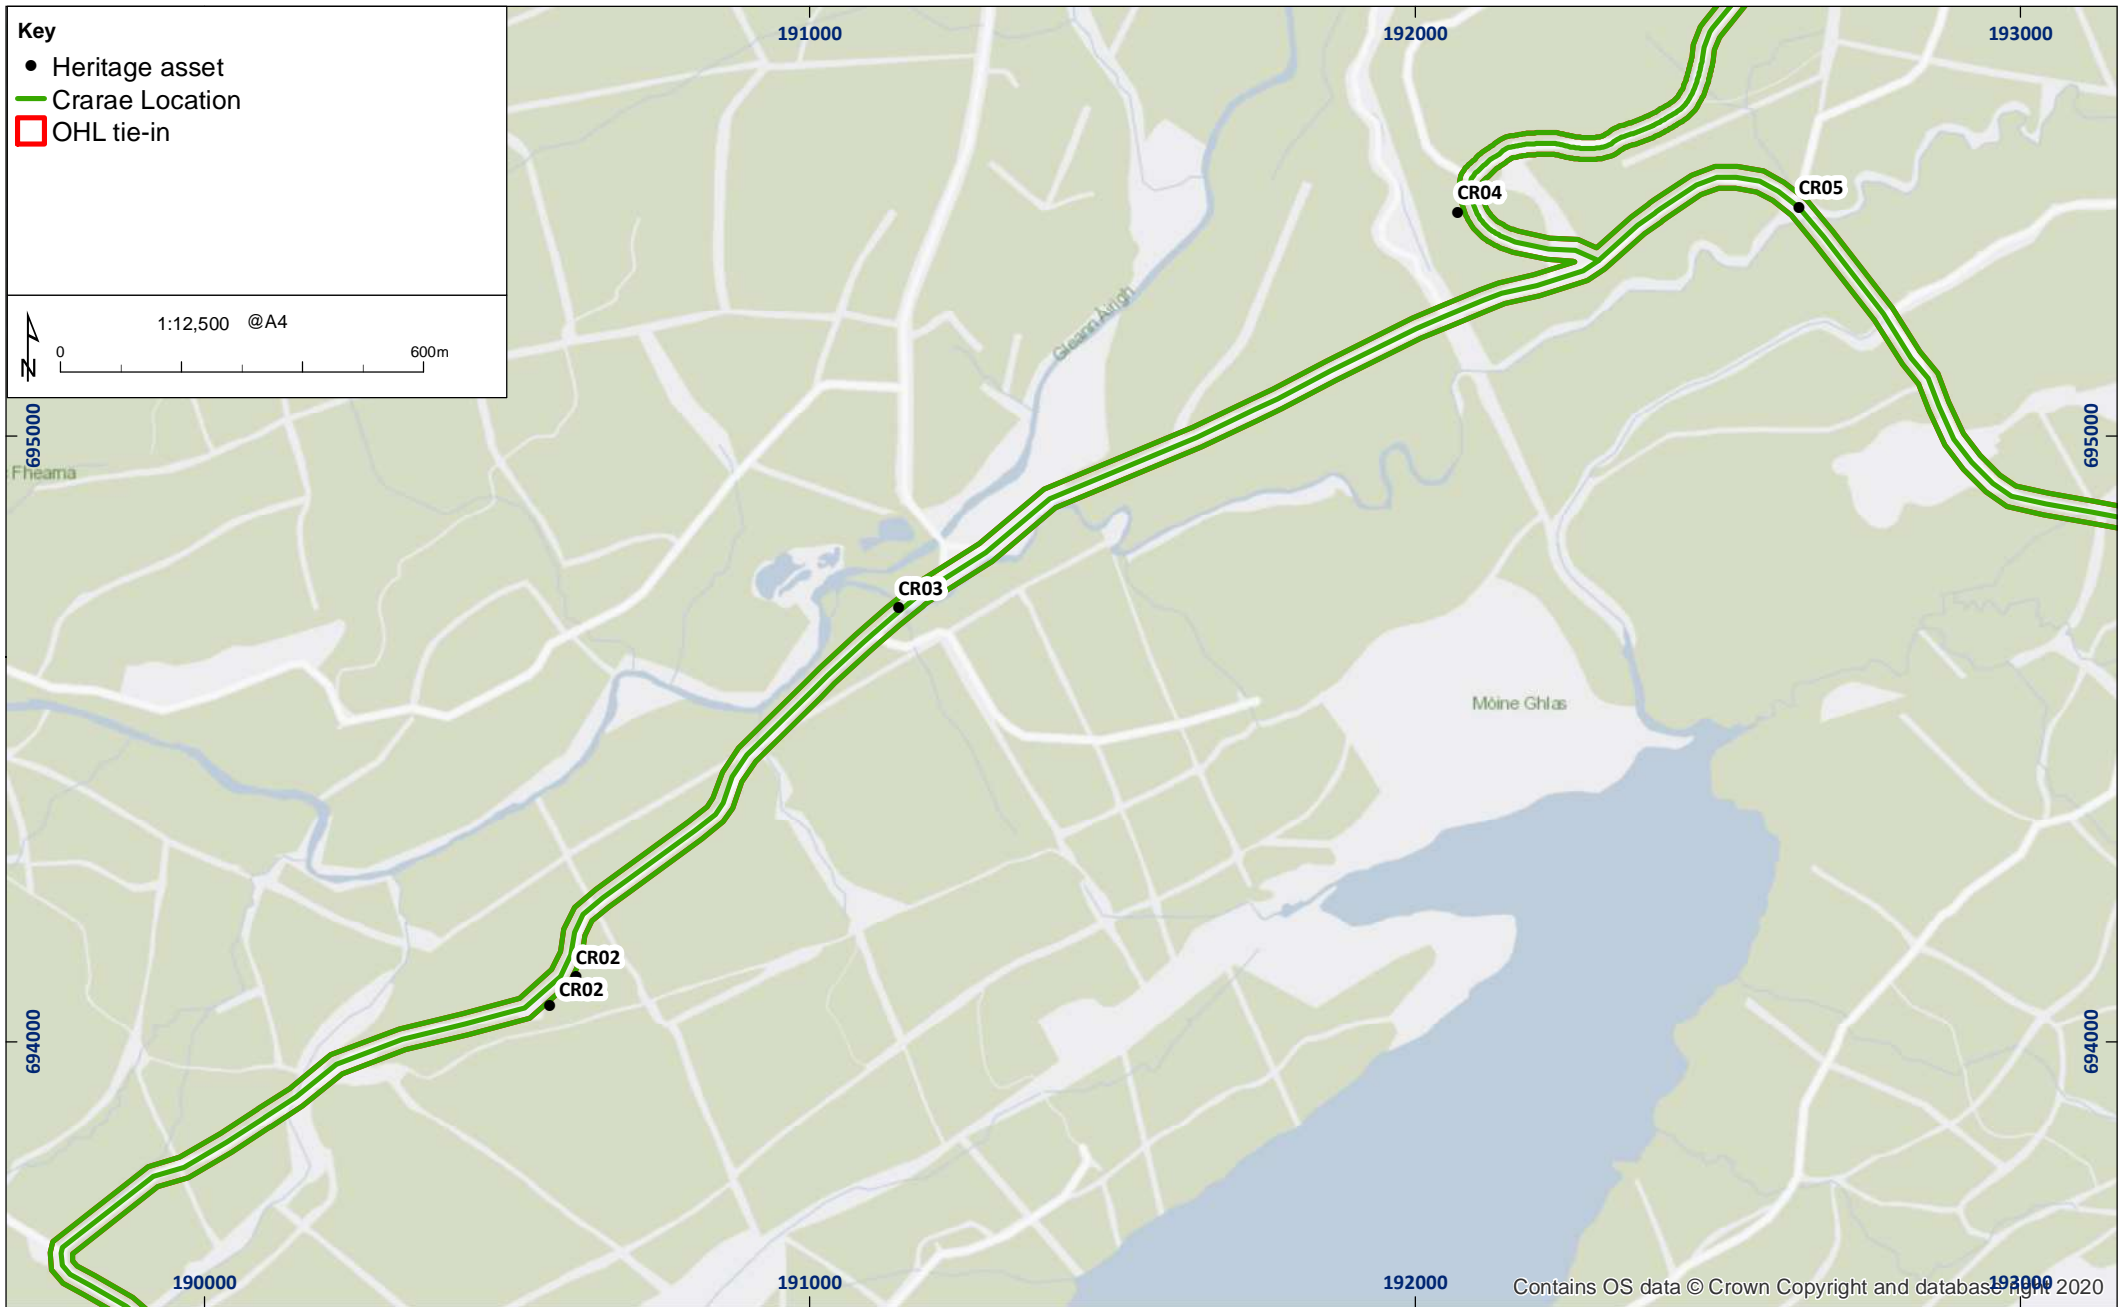 Key
Heritage asset
Crarae Location
OHL tie-in
1:12,500 @A4
0 600m
N
191000
192000
193000
CR04
CR05
Gleann Airigh
695000
695000
Fhearna
CR03
Mòine Ghlas
CR02
CR02
694000
694000
190000
191000
192000
193000
Contains OS data © Crown Copyright and database right 2020